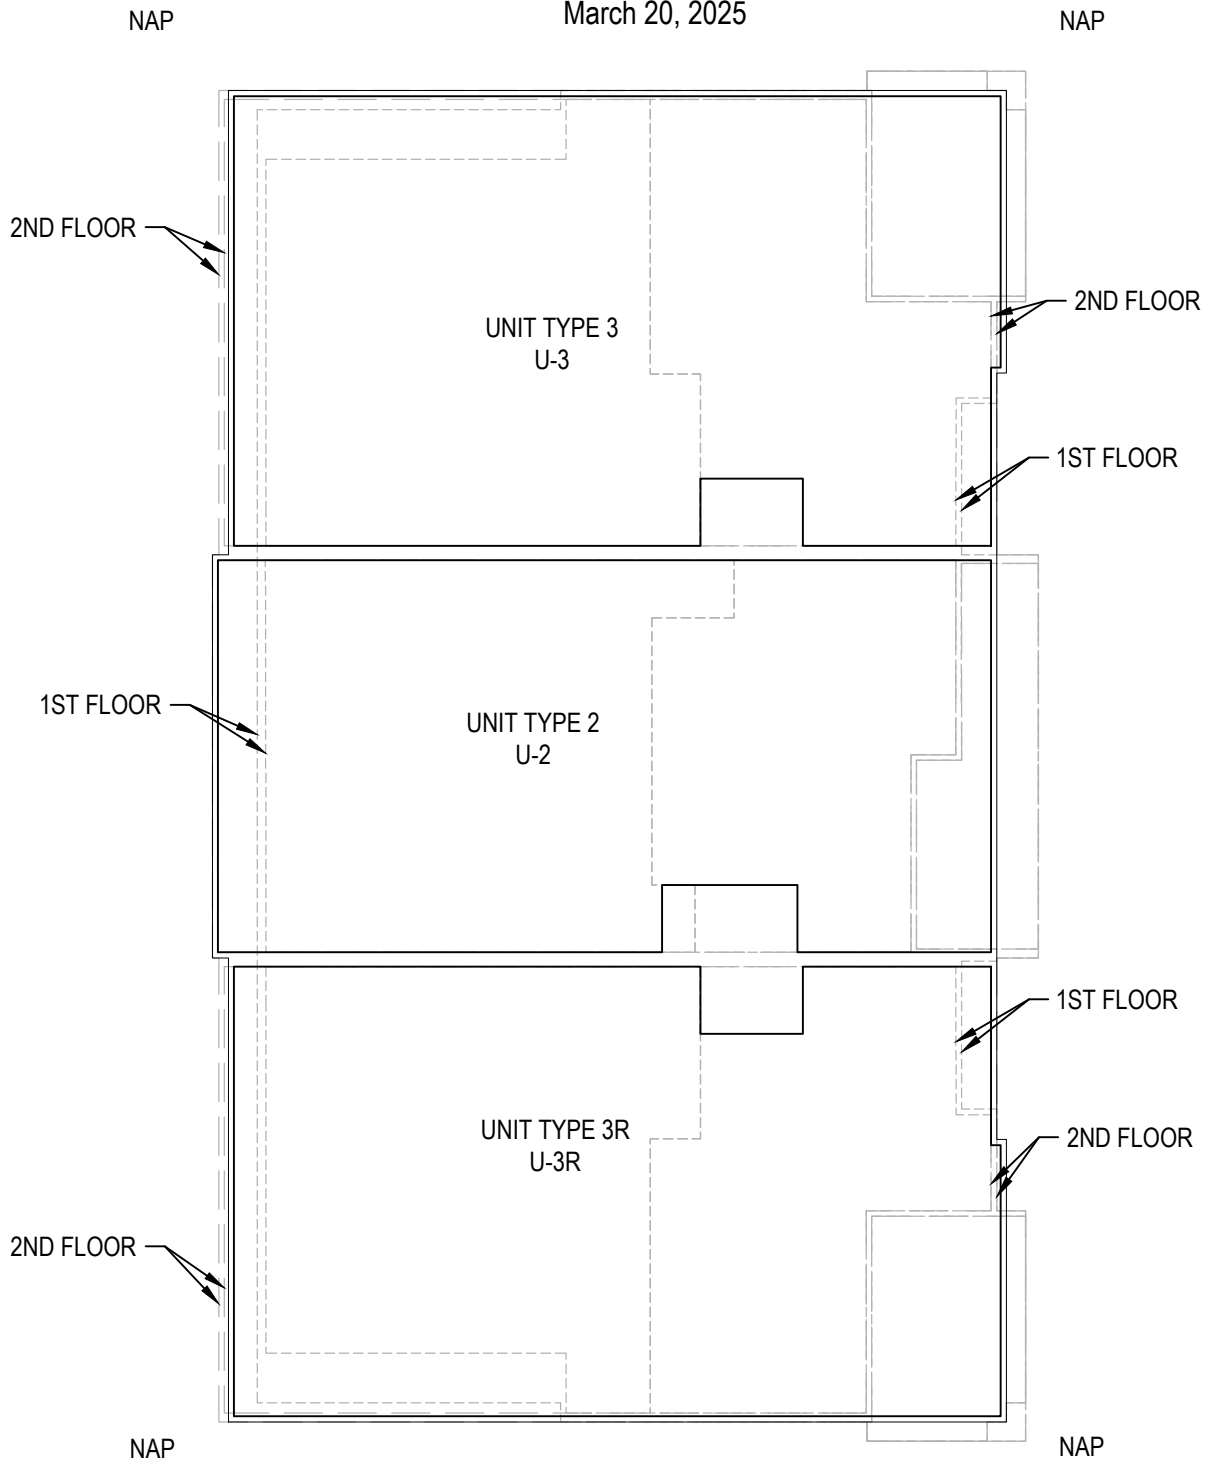 March 20, 2025
NAP
NAP
2ND FLOOR
2ND FLOOR
UNIT TYPE 3
U-3
1ST FLOOR
1ST FLOOR
UNIT TYPE 2
U-2
1ST FLOOR
UNIT TYPE 3R
U-3R
2ND FLOOR
2ND FLOOR
NAP
NAP